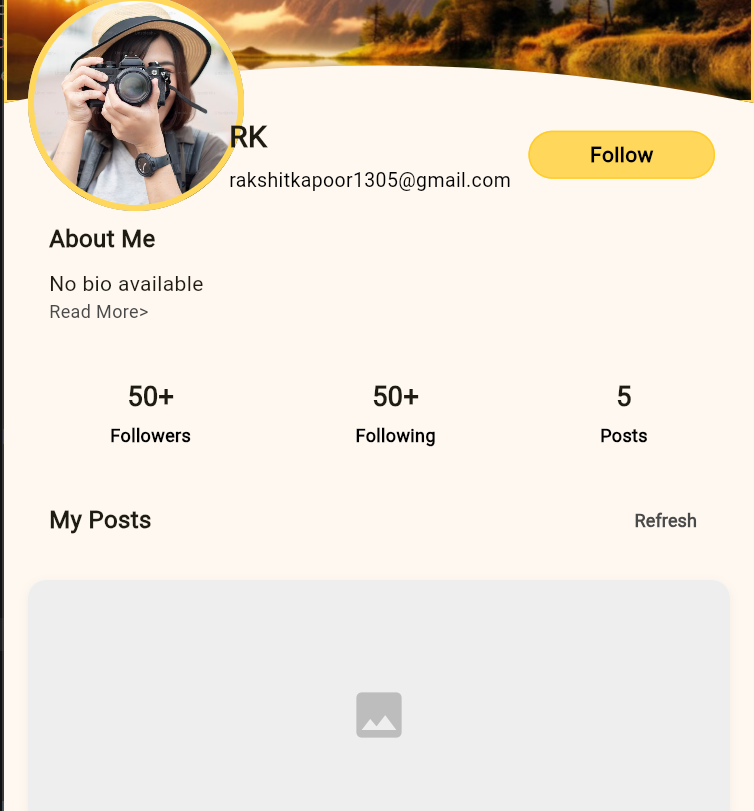 RK
rakshitkapoor1305@gmail.com
Follow
About Me
No bio available
Read More>
50+ 50+ 5
Followers Following Posts
My Posts Refresh